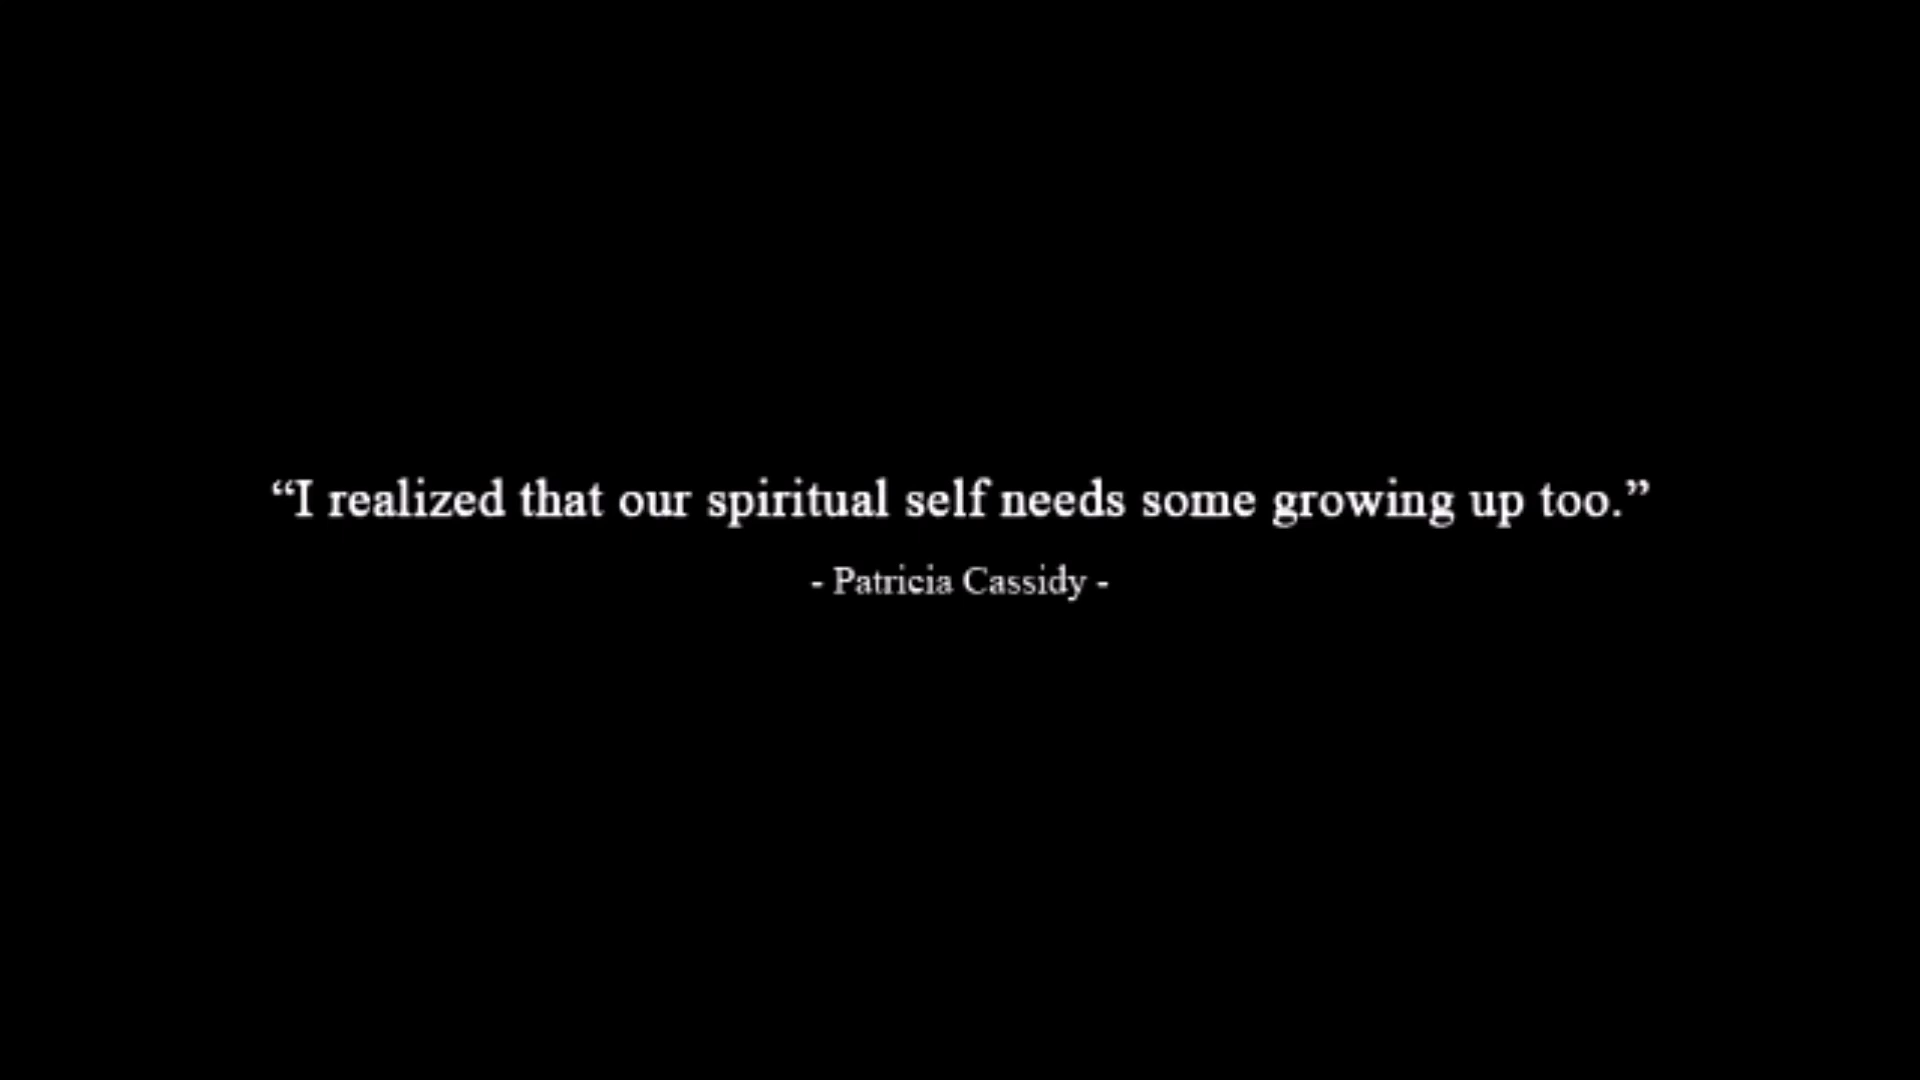 “I realized that our spiritual self needs some growing up too.”
- Patricia Cassidy -